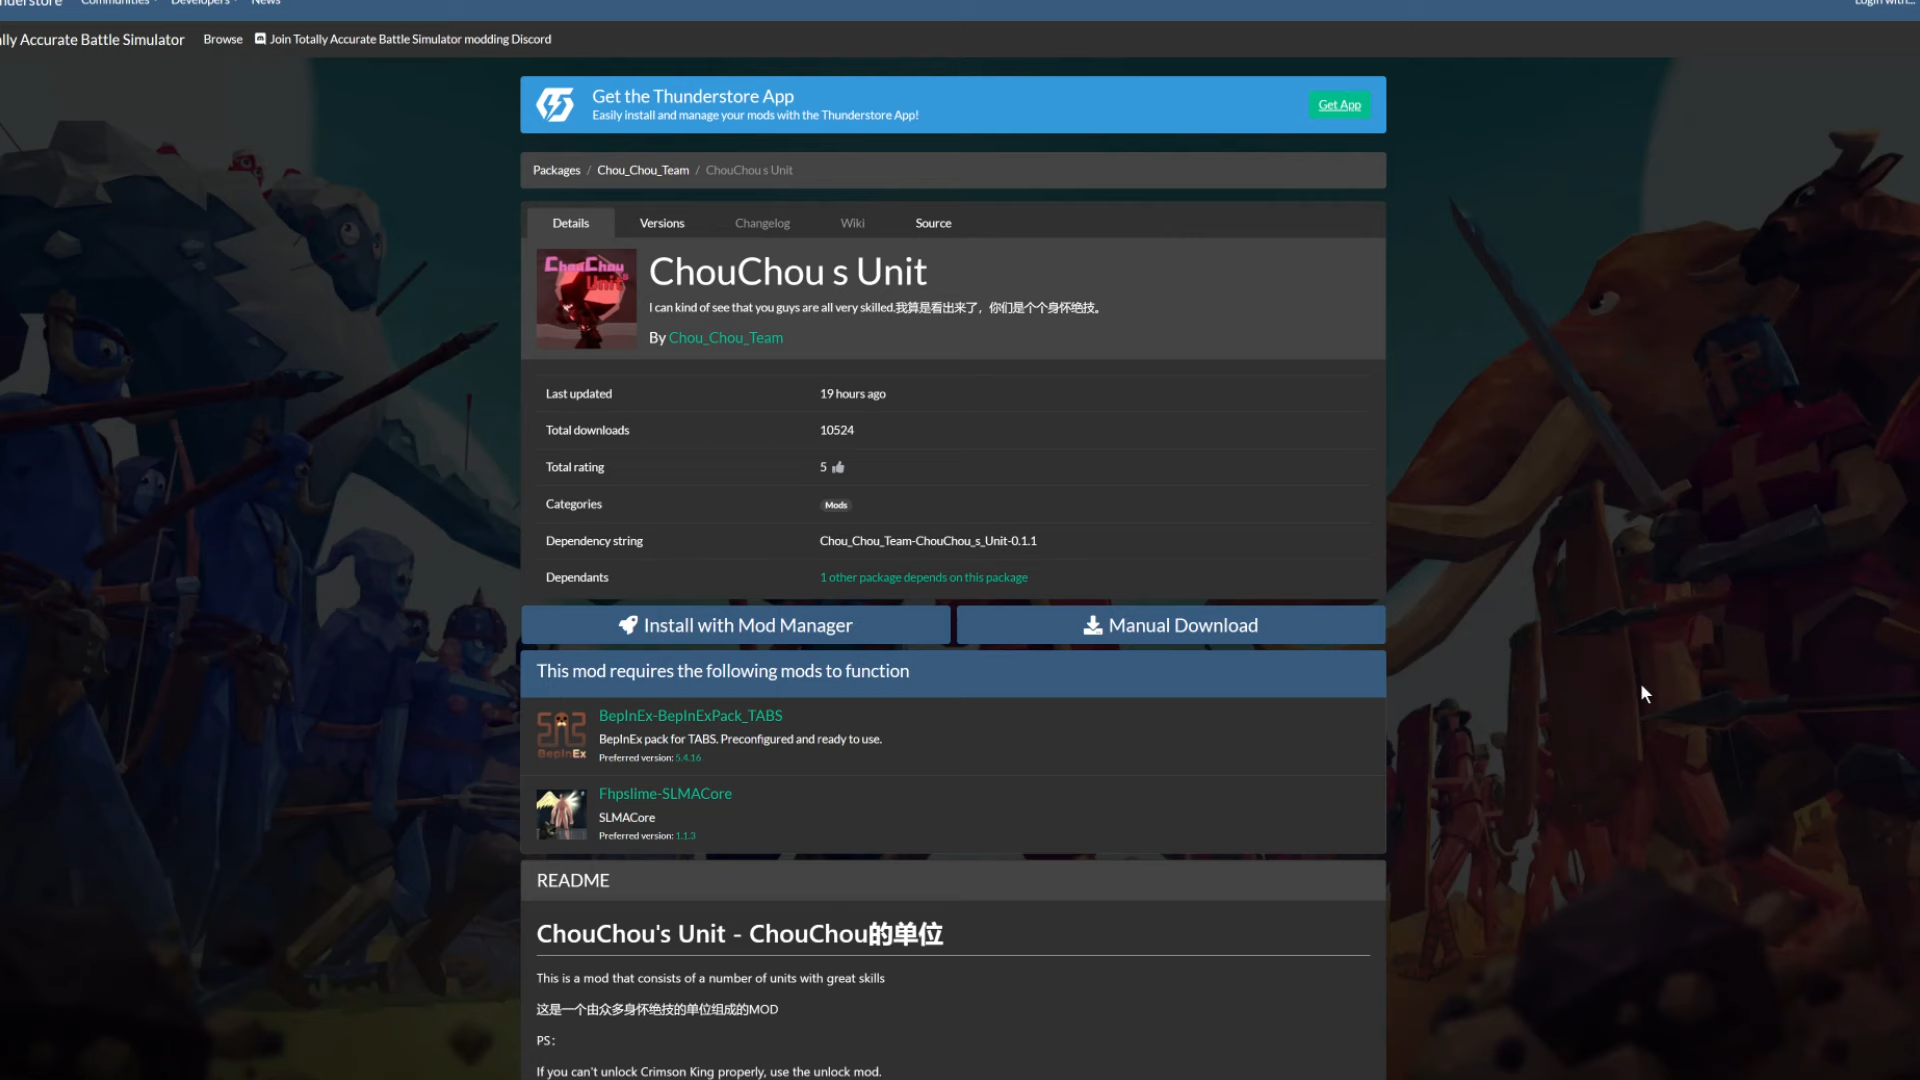 Communities Developers News
Login with...
Totally Accurate Battle Simulator Browse Join Totally Accurate Battle Simulator modding Discord
Get the Thunderstore App
Easily install and manage your mods with the Thunderstore App!
Get App
Packages / Chou_Chou_Team / ChouChou s Unit
Details Versions Changelog Wiki Source
ChouChou Unit's
ChouChou s Unit
I can kind of see that you guys are all very skilled.我算是看出来了，你们是个个身怀绝技。
By Chou_Chou_Team
Last updated 19 hours ago
Total downloads 10524
Total rating 5
Categories Mods
Dependency string Chou_Chou_Team-ChouChou_s_Unit-0.1.1
Dependants 1 other package depends on this package
Install with Mod Manager Manual Download
This mod requires the following mods to function
BepInEx
BepInEx-BepInExPack_TABS
BepInEx pack for TABS. Preconfigured and ready to use.
Preferred version: 5.4.16
Fhpslime-SLMACore
SLMACore
Preferred version: 1.1.3
README
ChouChou's Unit - ChouChou的单位
This is a mod that consists of a number of units with great skills
这是一个由众多身怀绝技的单位组成的MOD
PS：
If you can't unlock Crimson King properly, use the unlock mod.